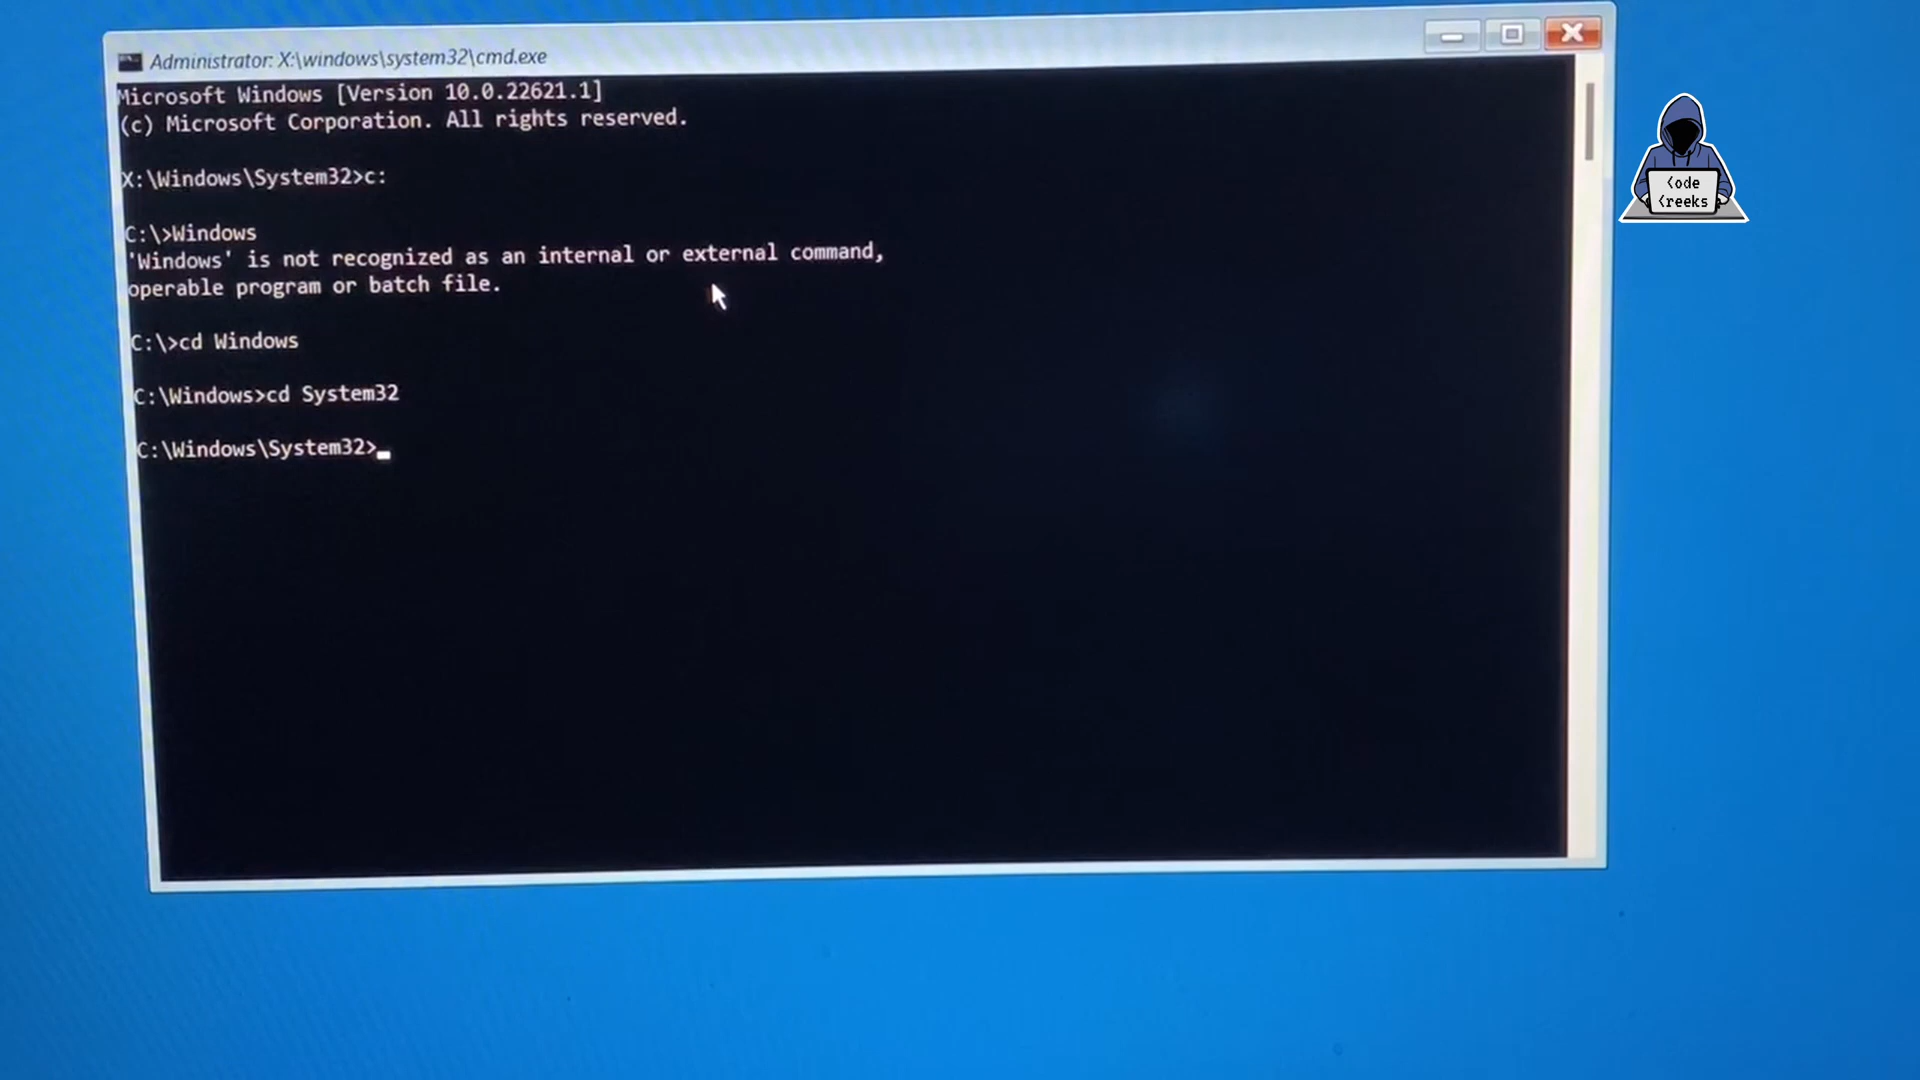 Administrator: X:\windows\system32\cmd.exe
Microsoft Windows [Version 10.0.22621.1]
(c) Microsoft Corporation. All rights reserved.
X:\Windows\System32>c:
C:\>Windows
'Windows' is not recognized as an internal or external command,
operable program or batch file.
C:\>cd Windows
C:\Windows>cd System32
C:\Windows\System32>
<ode
<reeks